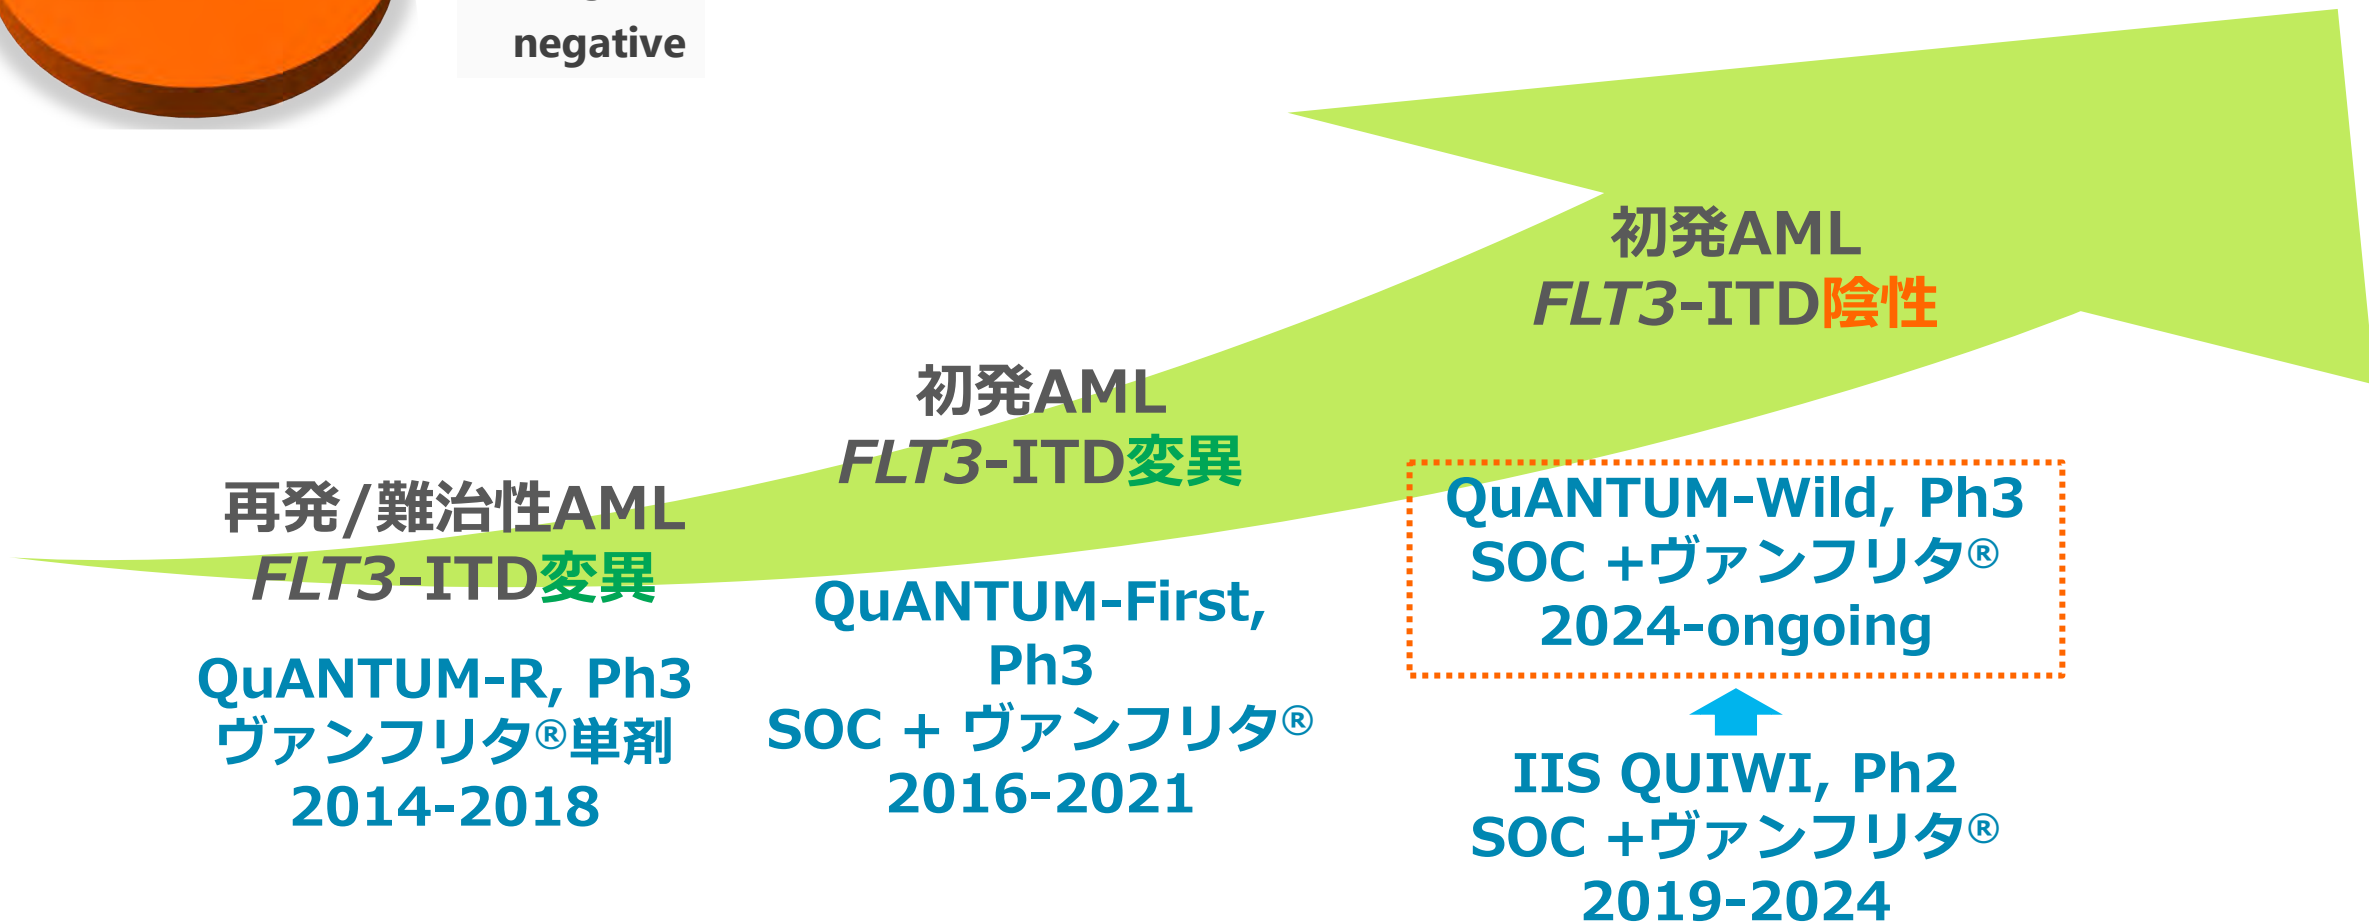 negative
再発/難治性AML
FLT3-ITD変異
QuANTUM-R, Ph3
ヴァンフリタ®単剤
2014-2018
初発AML
FLT3-ITD変異
QuANTUM-First,
Ph3
SOC + ヴァンフリタ®
2016-2021
初発AML
FLT3-ITD陰性
QuANTUM-Wild, Ph3
SOC +ヴァンフリタ®
2024-ongoing
IIS QUIWI, Ph2
SOC +ヴァンフリタ®
2019-2024